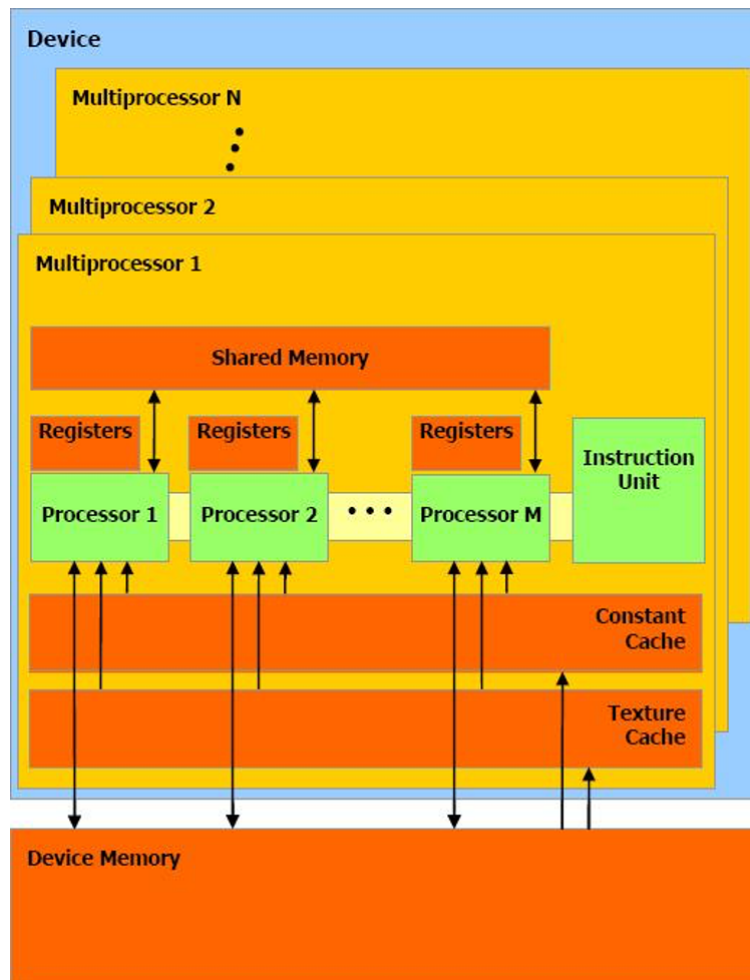 Device
Multiprocessor N
Multiprocessor 2
Multiprocessor 1
Shared Memory
Registers
Registers
Registers
Instruction
Unit
Processor 1
Processor 2
Processor M
Constant
Cache
Texture
Cache
Device Memory